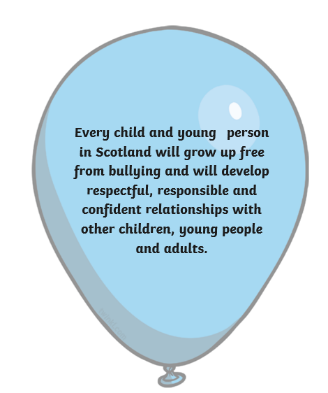 Every child and young person
in Scotland will grow up free
from bullying and will develop
respectful, responsible and
confident relationships with
other children, young people
and adults.